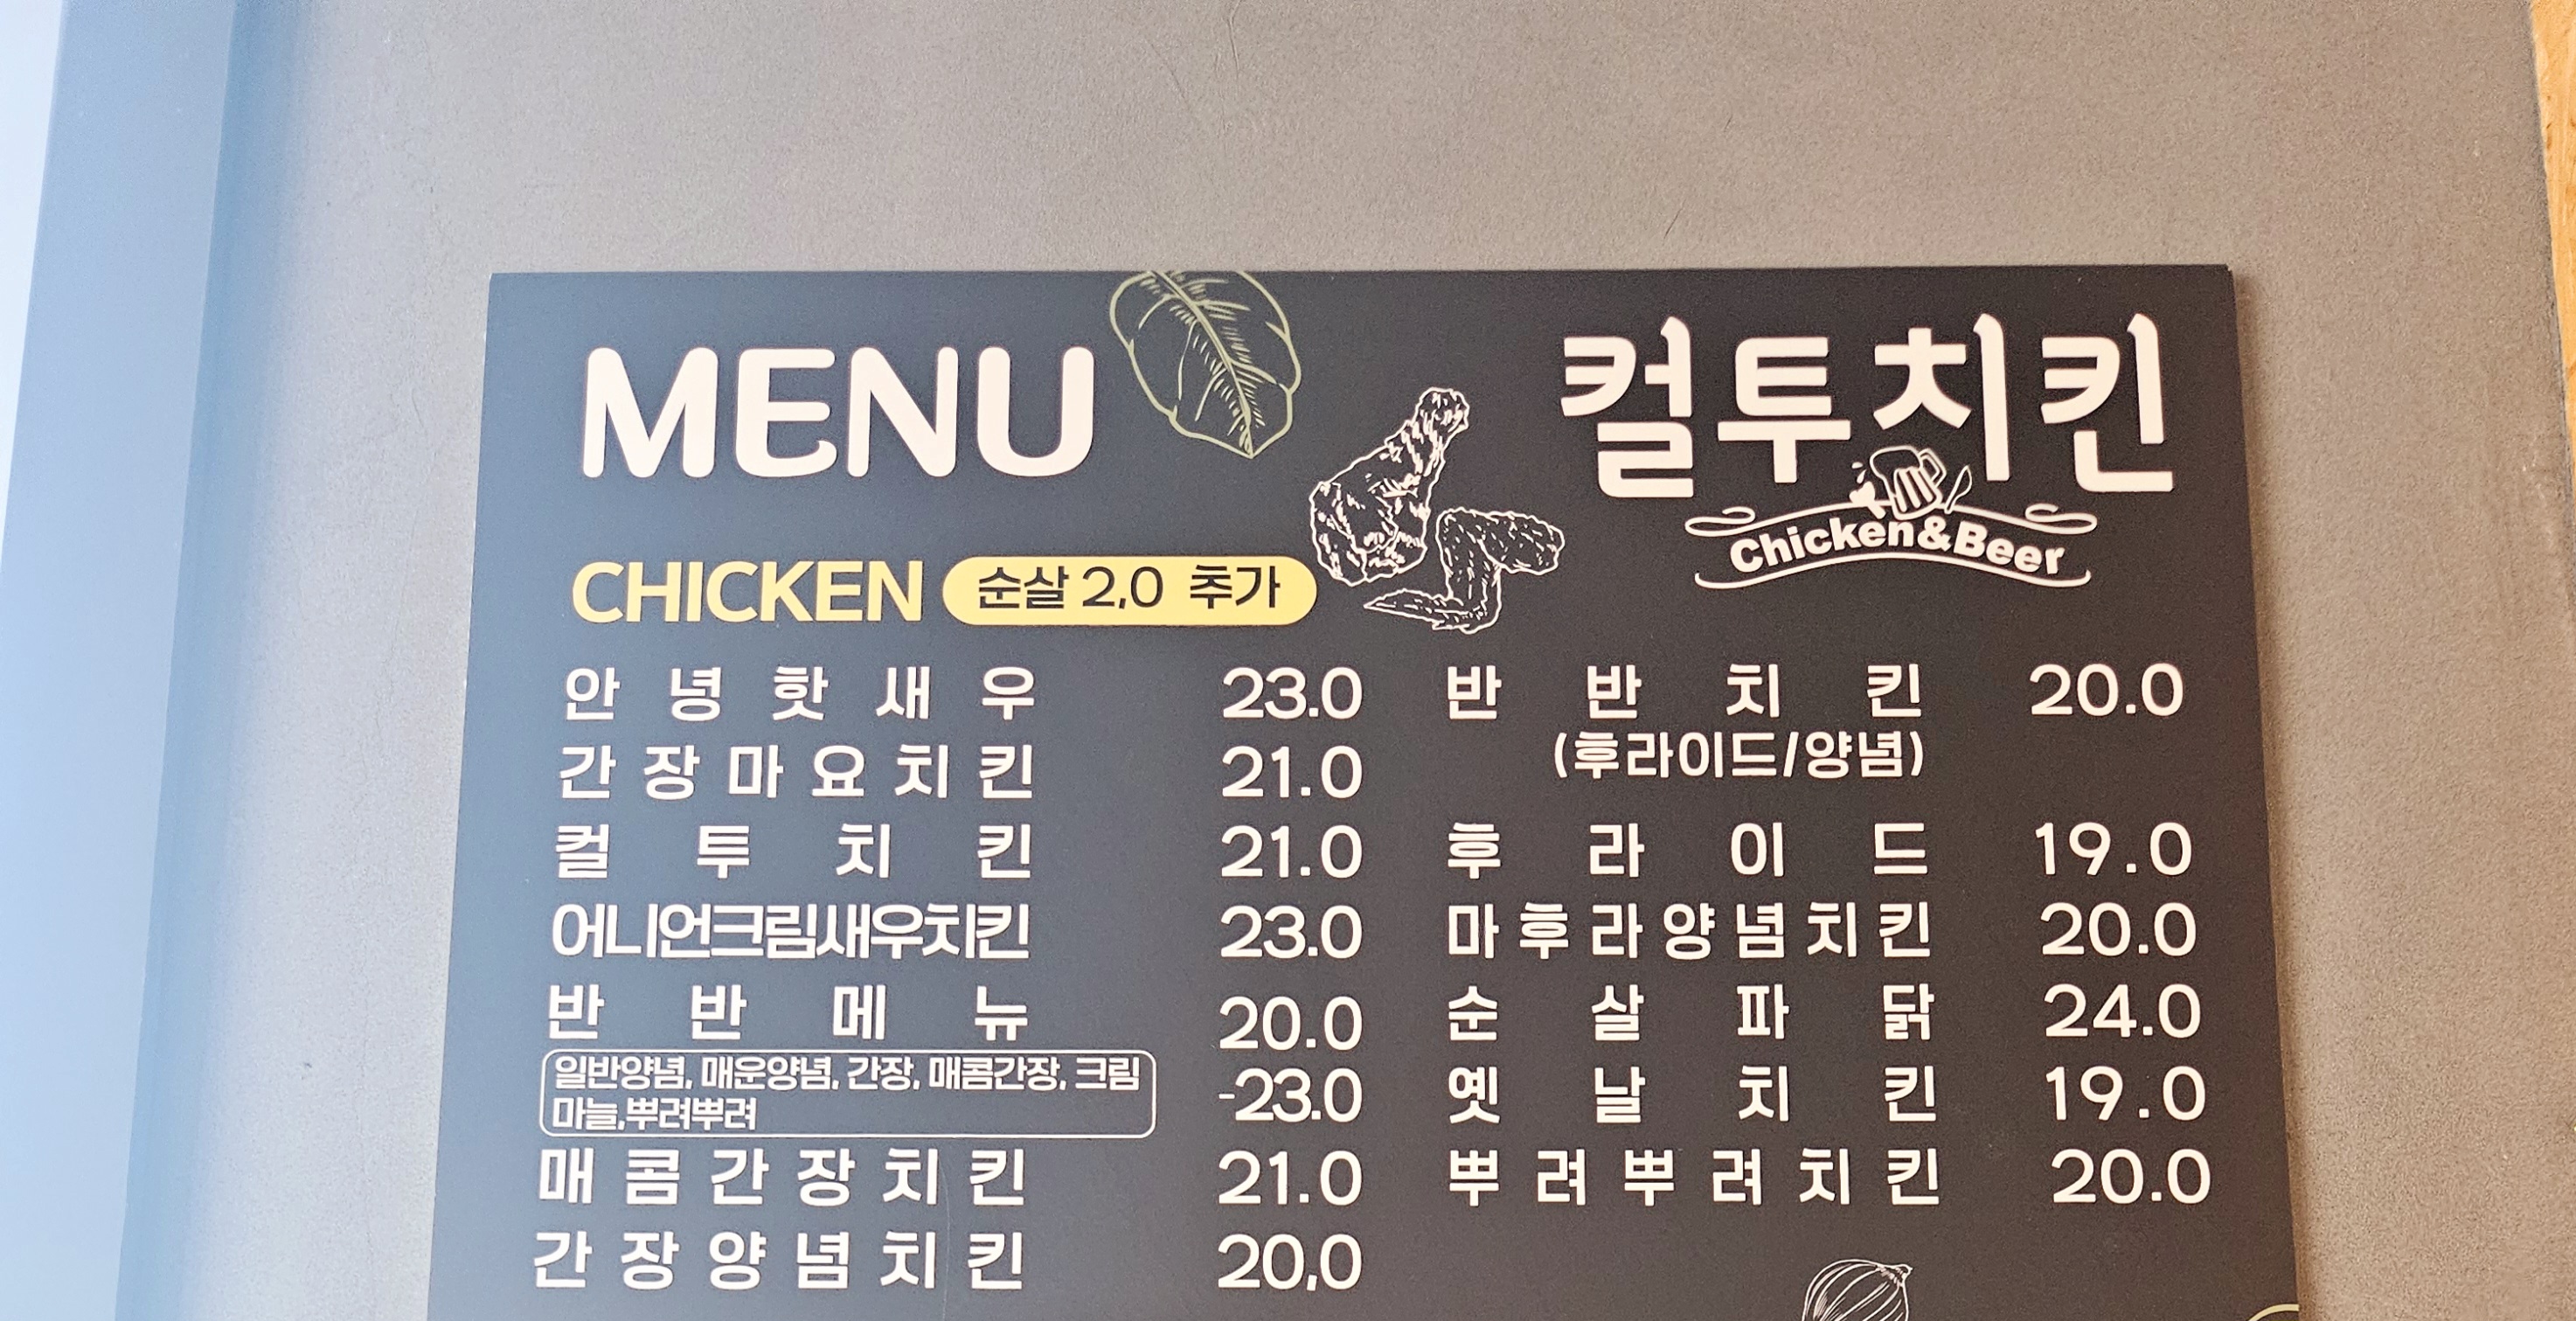 MENU
컬투치킨
Chicken&Beer
CHICKEN 순살 2,0 추가
안녕핫새우 23.0
간장마요치킨 21.0
컬투치킨 21.0
어니언크림새우치킨 23.0
반반메뉴 20.0
일반양념, 매운양념, 간장, 매콤간장, 크림 -23.0
마늘,뿌려뿌려
매콤간장치킨 21.0
간장양념치킨 20,0
반반치킨 20.0
(후라이드/양념)
후라이드 19.0
마후라양념치킨 20.0
순살파닭 24.0
옛날치킨 19.0
뿌려뿌려치킨 20.0